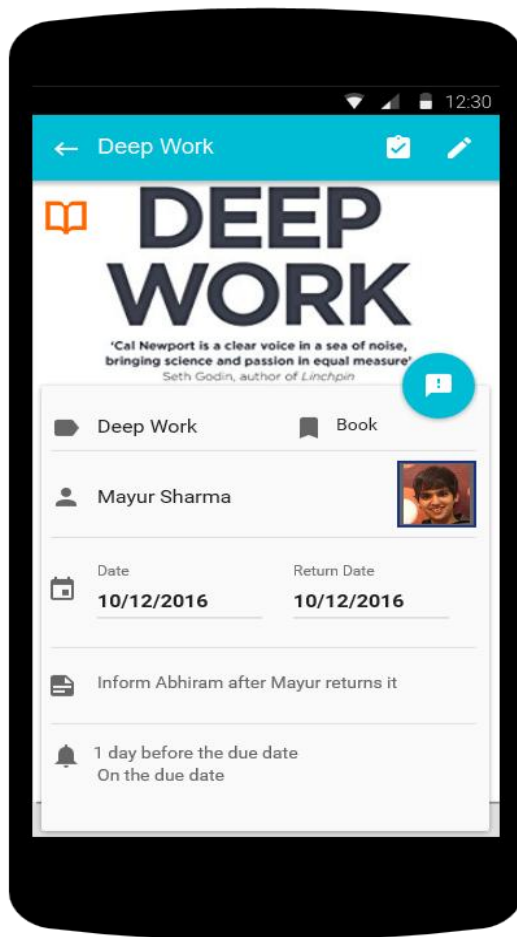 12:30
Deep Work
DEEP
WORK
'Cal Newport is a clear voice in a sea of noise,
bringing science and passion in equal measure'
Seth Godin, author of Linchpin
Deep Work Book
Mayur Sharma
Date Return Date
10/12/2016 10/12/2016
Inform Abhiram after Mayur returns it
1 day before the due date
On the due date